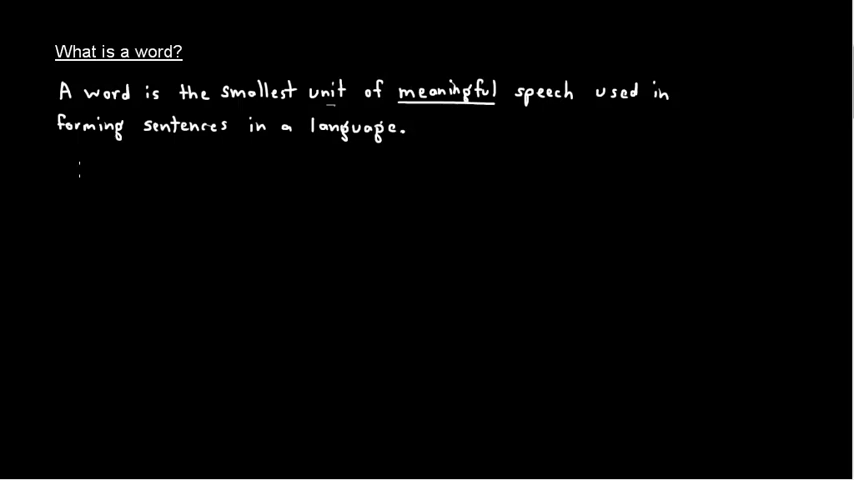 What is a word?
A word is the smallest unit of meaningful speech used in
forming sentences in a language.